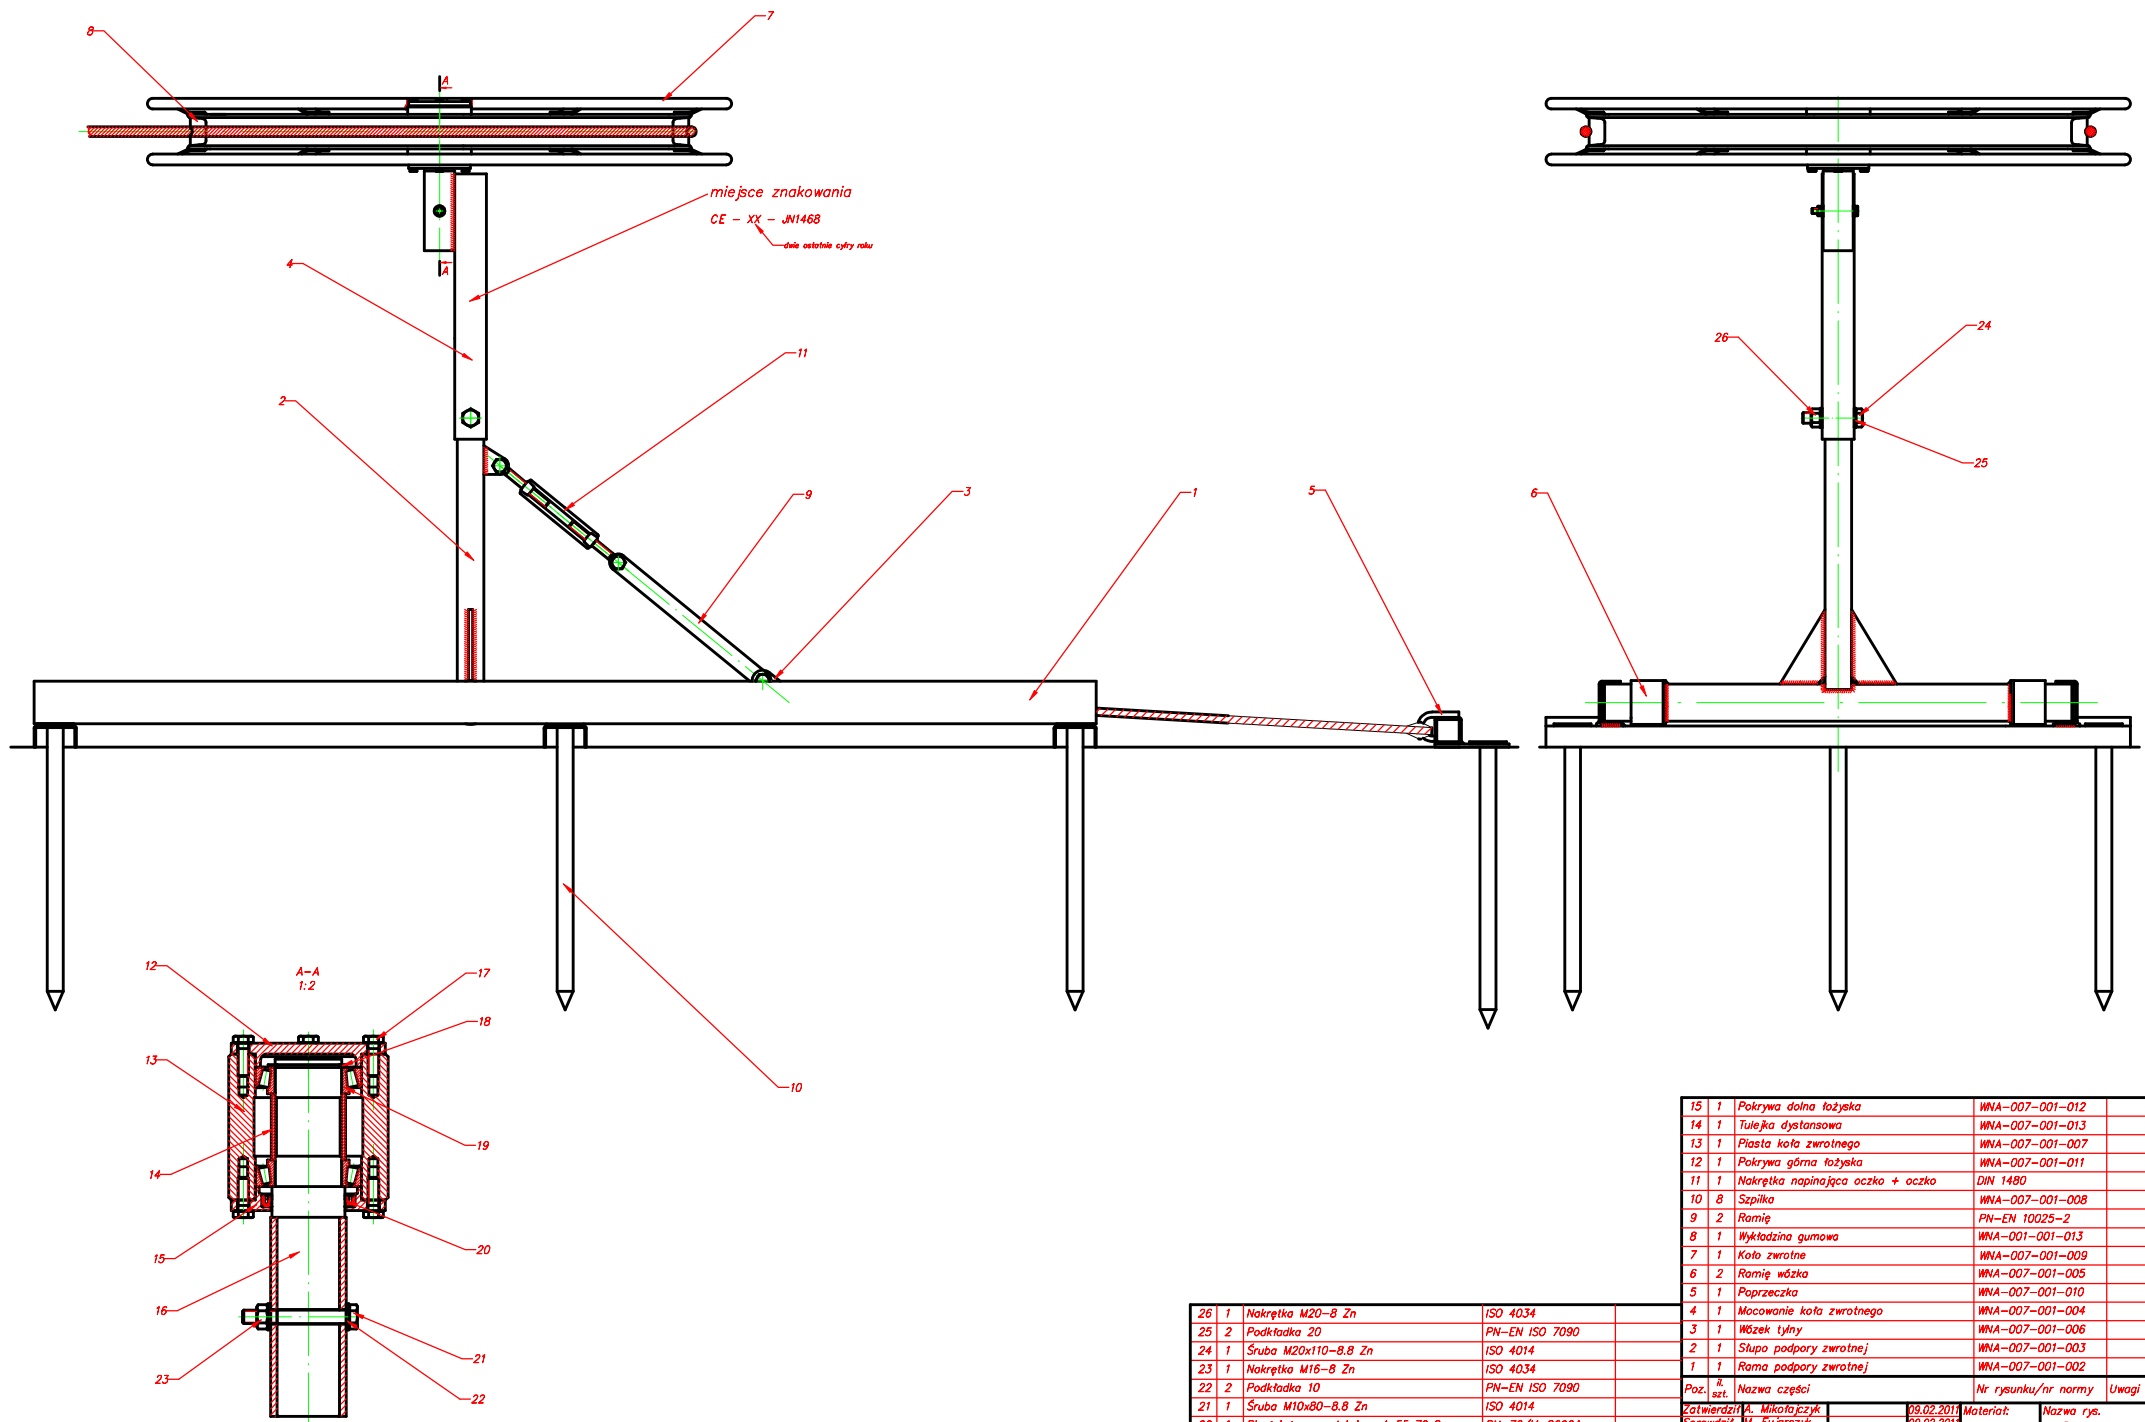 8
7
A
miejsce znakowania
CE - XX - JN1468
dwie ostatnie cyfry roku
4
A
11
2
9
3
1
5
6
26
24
25
10
12
A-A
1:2
17
18
13
14
19
15
20
16
21
23
22
15 1 Pokrywa dolna łożyska WNA-007-001-012
14 1 Tulejka dystansowa WNA-007-001-013
13 1 Piasta koła zwrotnego WNA-007-001-007
12 1 Pokrywa górna łożyska WNA-007-001-011
11 1 Nakrętka napinająca oczko + oczko DIN 1480
10 8 Szpilka WNA-007-001-008
9 2 Ramię PN-EN 10025-2
8 1 Wykładzina gumowa WNA-001-001-013
7 1 Koło zwrotne WNA-007-001-009
6 2 Ramię wózka WNA-007-001-005
5 1 Poprzeczka WNA-007-001-010
4 1 Mocowanie koła zwrotnego WNA-007-001-004
3 1 Wózek tylny WNA-007-001-006
2 1 Słupo podpory zwrotnej WNA-007-001-003
1 1 Rama podpory zwrotnej WNA-007-001-002
Poz. il. szt. Nazwa części Nr rysunku/nr normy Uwagi
26 1 Nakrętka M20-8 Zn ISO 4034
25 2 Podkładka 20 PN-EN ISO 7090
24 1 Śruba M20x110-8.8 Zn ISO 4014
23 1 Nakrętka M16-8 Zn ISO 4034
22 2 Podkładka 10 PN-EN ISO 7090
21 1 Śruba M10x80-8.8 Zn ISO 4014
Zatwierdził A. Mikołajczyk 09.02.2011 Materiał: Nazwa rys.